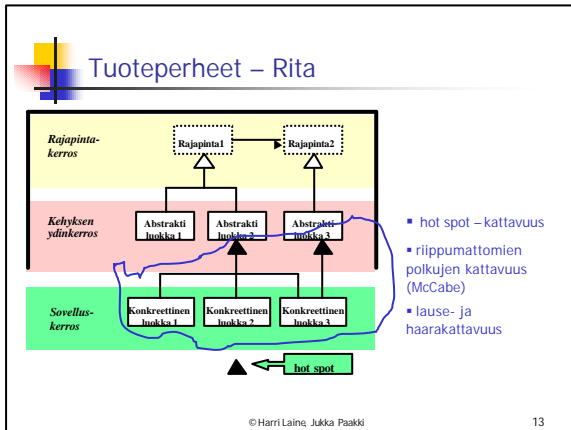 Tuoteperheet – Rita
Rajapinta-
kerros
Rajapinta1
Rajapinta2
Kehyksen
ydinkerros
Abstrakti
luokka 1
Abstrakti
luokka 2
Abstrakti
luokka 3
Sovellus-
kerros
Konkreettinen
luokka 1
Konkreettinen
luokka 2
Konkreettinen
luokka 3
hot spot
▪ hot spot – kattavuus
▪ riippumattomien
polkujen kattavuus
(McCabe)
▪ lause- ja
haarakattavuus
© Harri Laine, Jukka Paakki
13